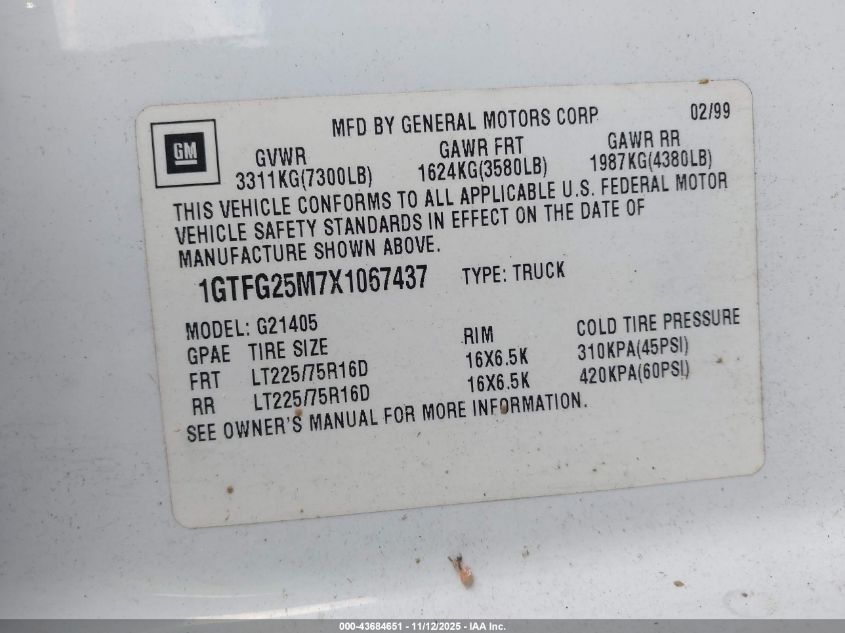 MFD BY GENERAL MOTORS CORP 02/99
GM
GVWR GAWR FRT GAWR RR
3311KG(7300LB) 1624KG(3580LB) 1987KG(4380LB)
THIS VEHICLE CONFORMS TO ALL APPLICABLE U.S. FEDERAL MOTOR
VEHICLE SAFETY STANDARDS IN EFFECT ON THE DATE OF
MANUFACTURE SHOWN ABOVE.
1GTFG25M7X1067437 TYPE: TRUCK
MODEL: G21405
GPAE TIRE SIZE RIM COLD TIRE PRESSURE
FRT LT225/75R16D 16X6.5K 310KPA(45PSI)
RR LT225/75R16D 16X6.5K 420KPA(60PSI)
SEE OWNER'S MANUAL FOR MORE INFORMATION.
000-43684651 - 11/12/2025 - IAA Inc.